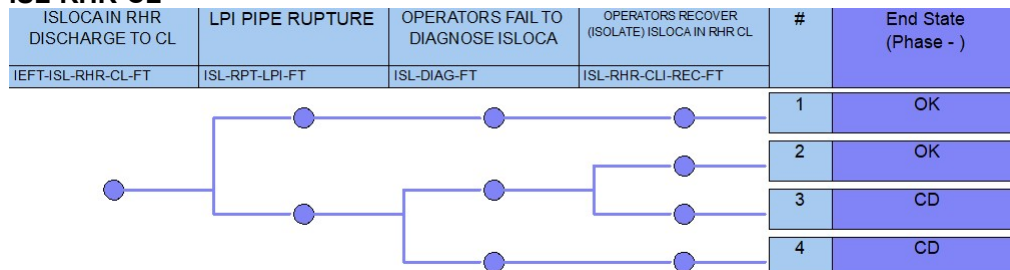 ISL-RHR-CL
ISLOCA IN RHR DISCHARGE TO CL
LPI PIPE RUPTURE
OPERATORS FAIL TO DIAGNOSE ISLOCA
OPERATORS RECOVER (ISOLATE) ISLOCA IN RHR CL
#
End State (Phase - )
IEFT-ISL-RHR-CL-FT
ISL-RPT-LPI-FT
ISL-DIAG-FT
ISL-RHR-CLI-REC-FT
1
OK
2
OK
3
CD
4
CD